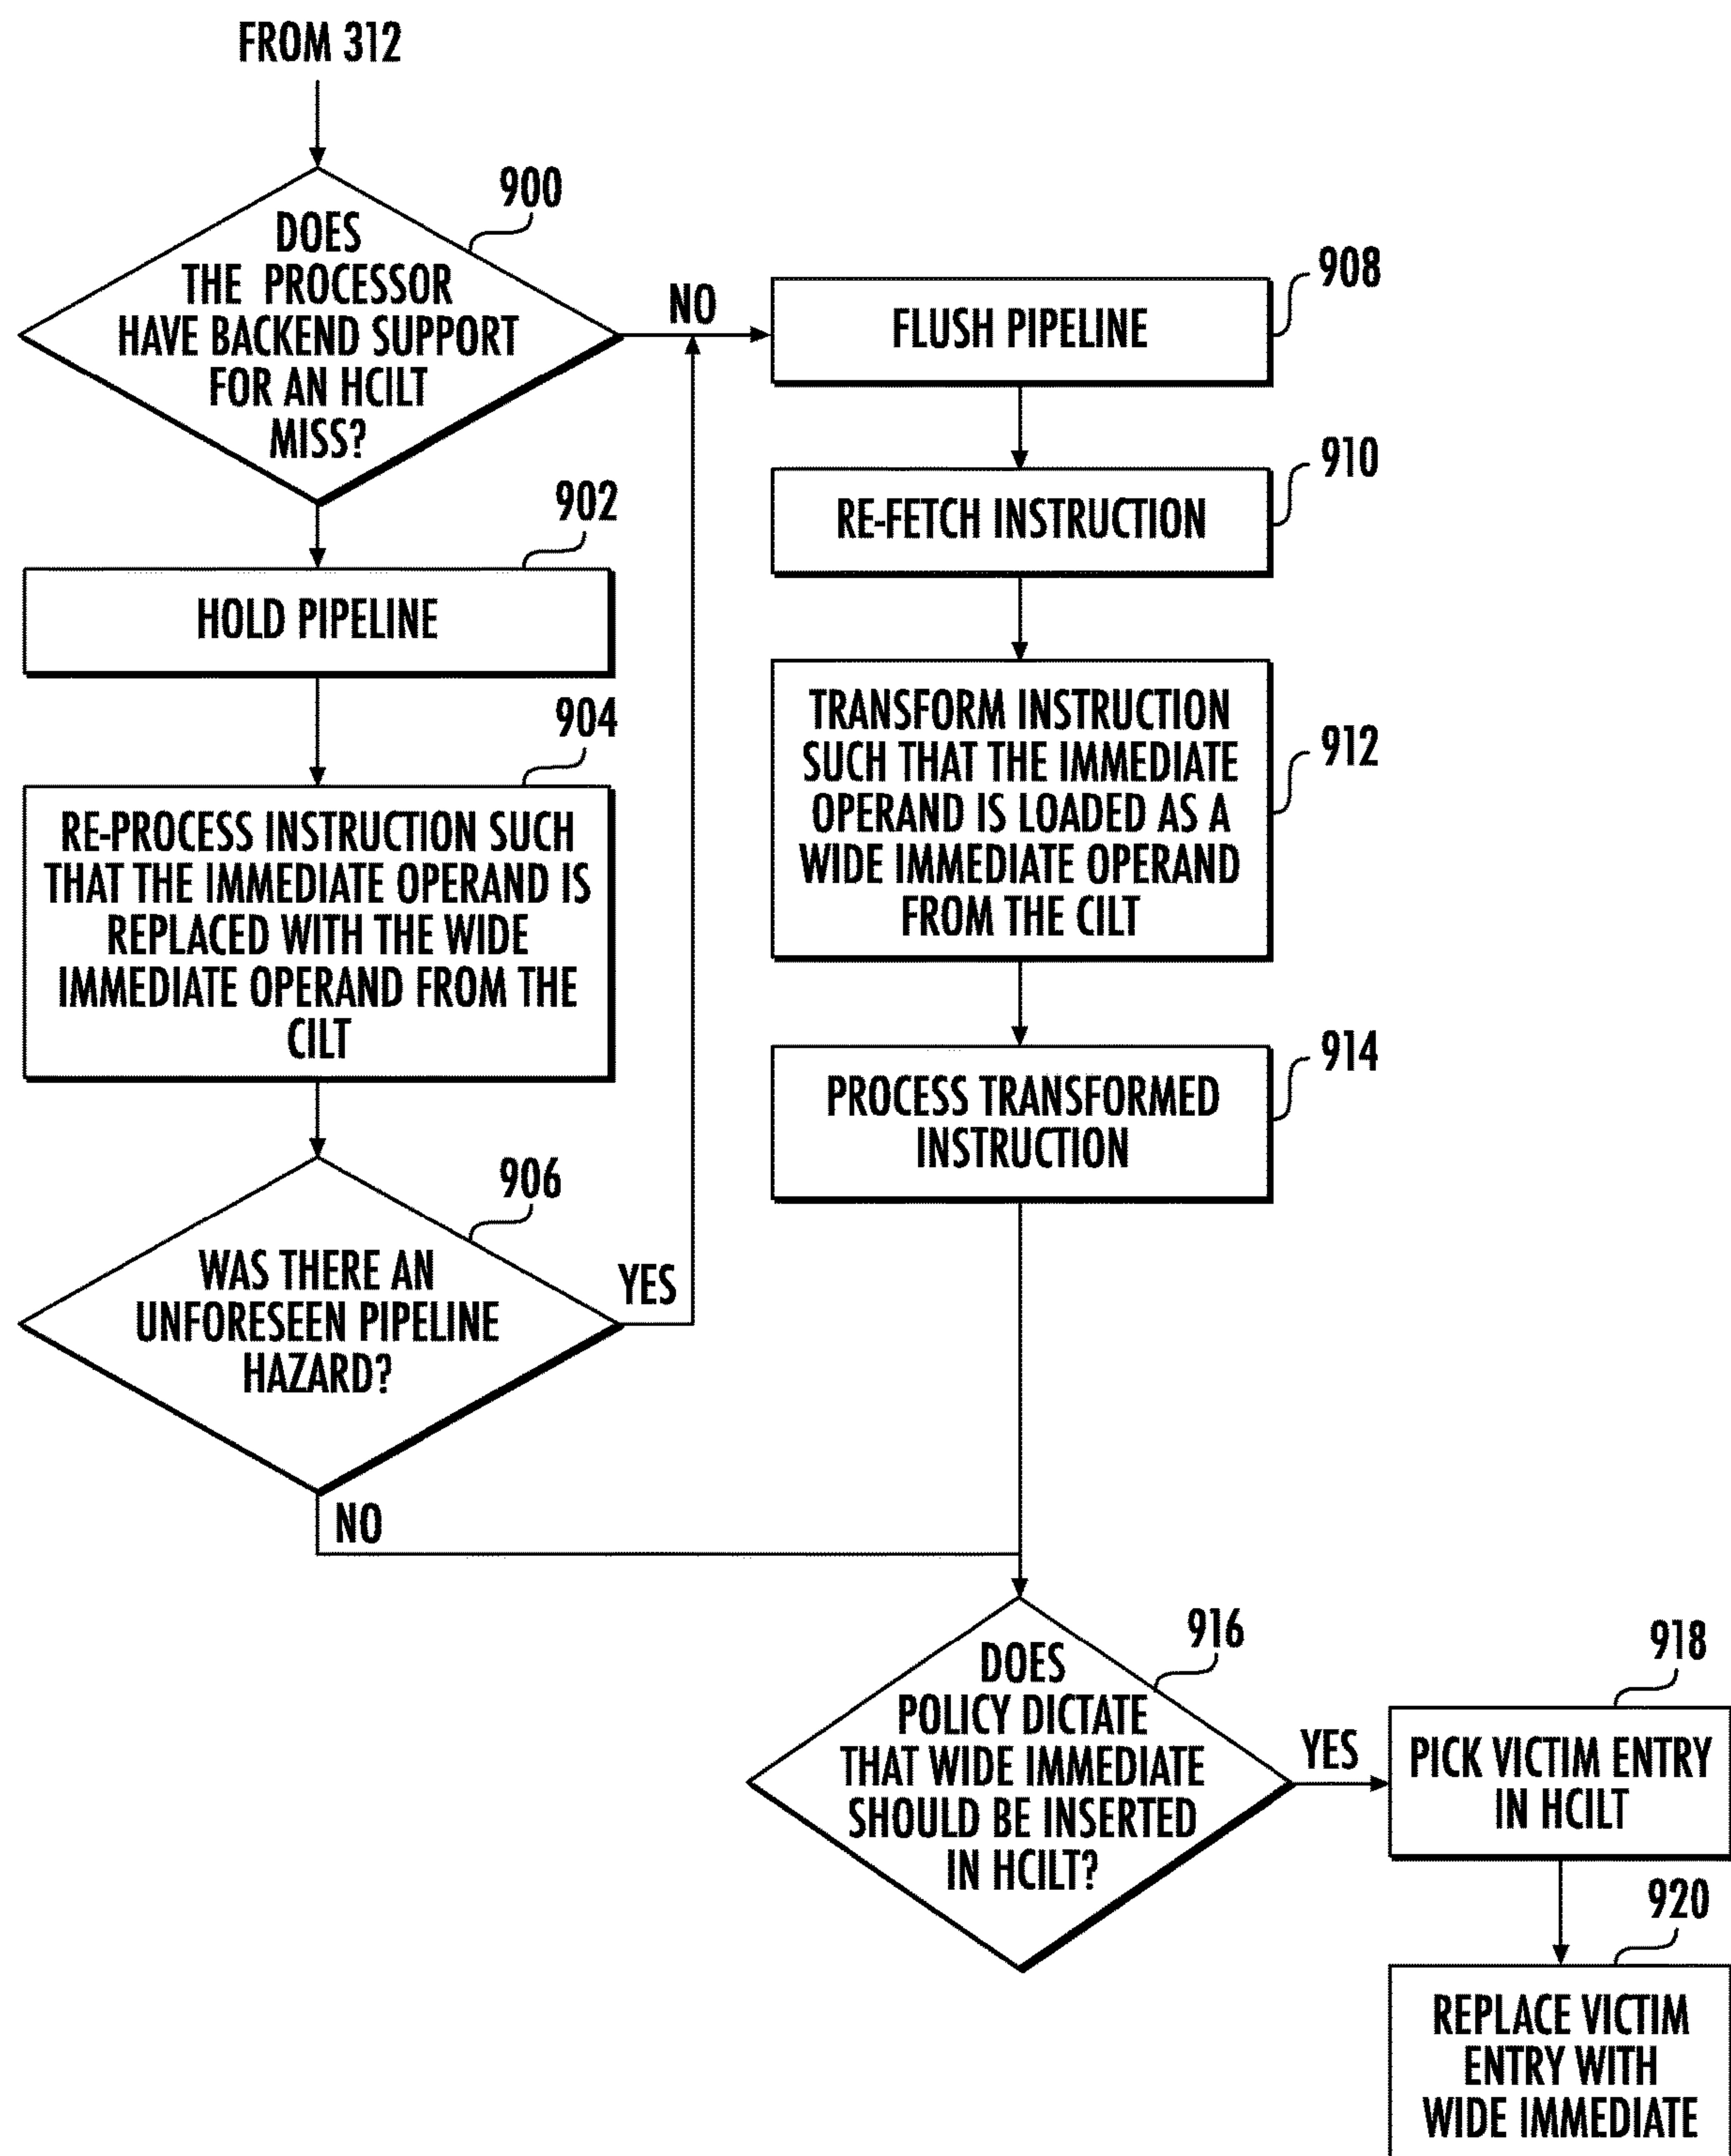 FROM 312
900
DOES
THE PROCESSOR
HAVE BACKEND SUPPORT
FOR AN HCILT
MISS?
NO
902
HOLD PIPELINE
904
RE-PROCESS INSTRUCTION SUCH
THAT THE IMMEDIATE OPERAND IS
REPLACED WITH THE WIDE
IMMEDIATE OPERAND FROM THE
CILT
906
WAS THERE AN
UNFORESEEN PIPELINE
HAZARD?
YES
NO
908
FLUSH PIPELINE
910
RE-FETCH INSTRUCTION
912
TRANSFORM INSTRUCTION
SUCH THAT THE IMMEDIATE
OPERAND IS LOADED AS A
WIDE IMMEDIATE OPERAND
FROM THE CILT
914
PROCESS TRANSFORMED
INSTRUCTION
916
DOES
POLICY DICTATE
THAT WIDE IMMEDIATE
SHOULD BE INSERTED
IN HCILT?
YES
918
PICK VICTIM ENTRY
IN HCILT
920
REPLACE VICTIM
ENTRY WITH
WIDE IMMEDIATE